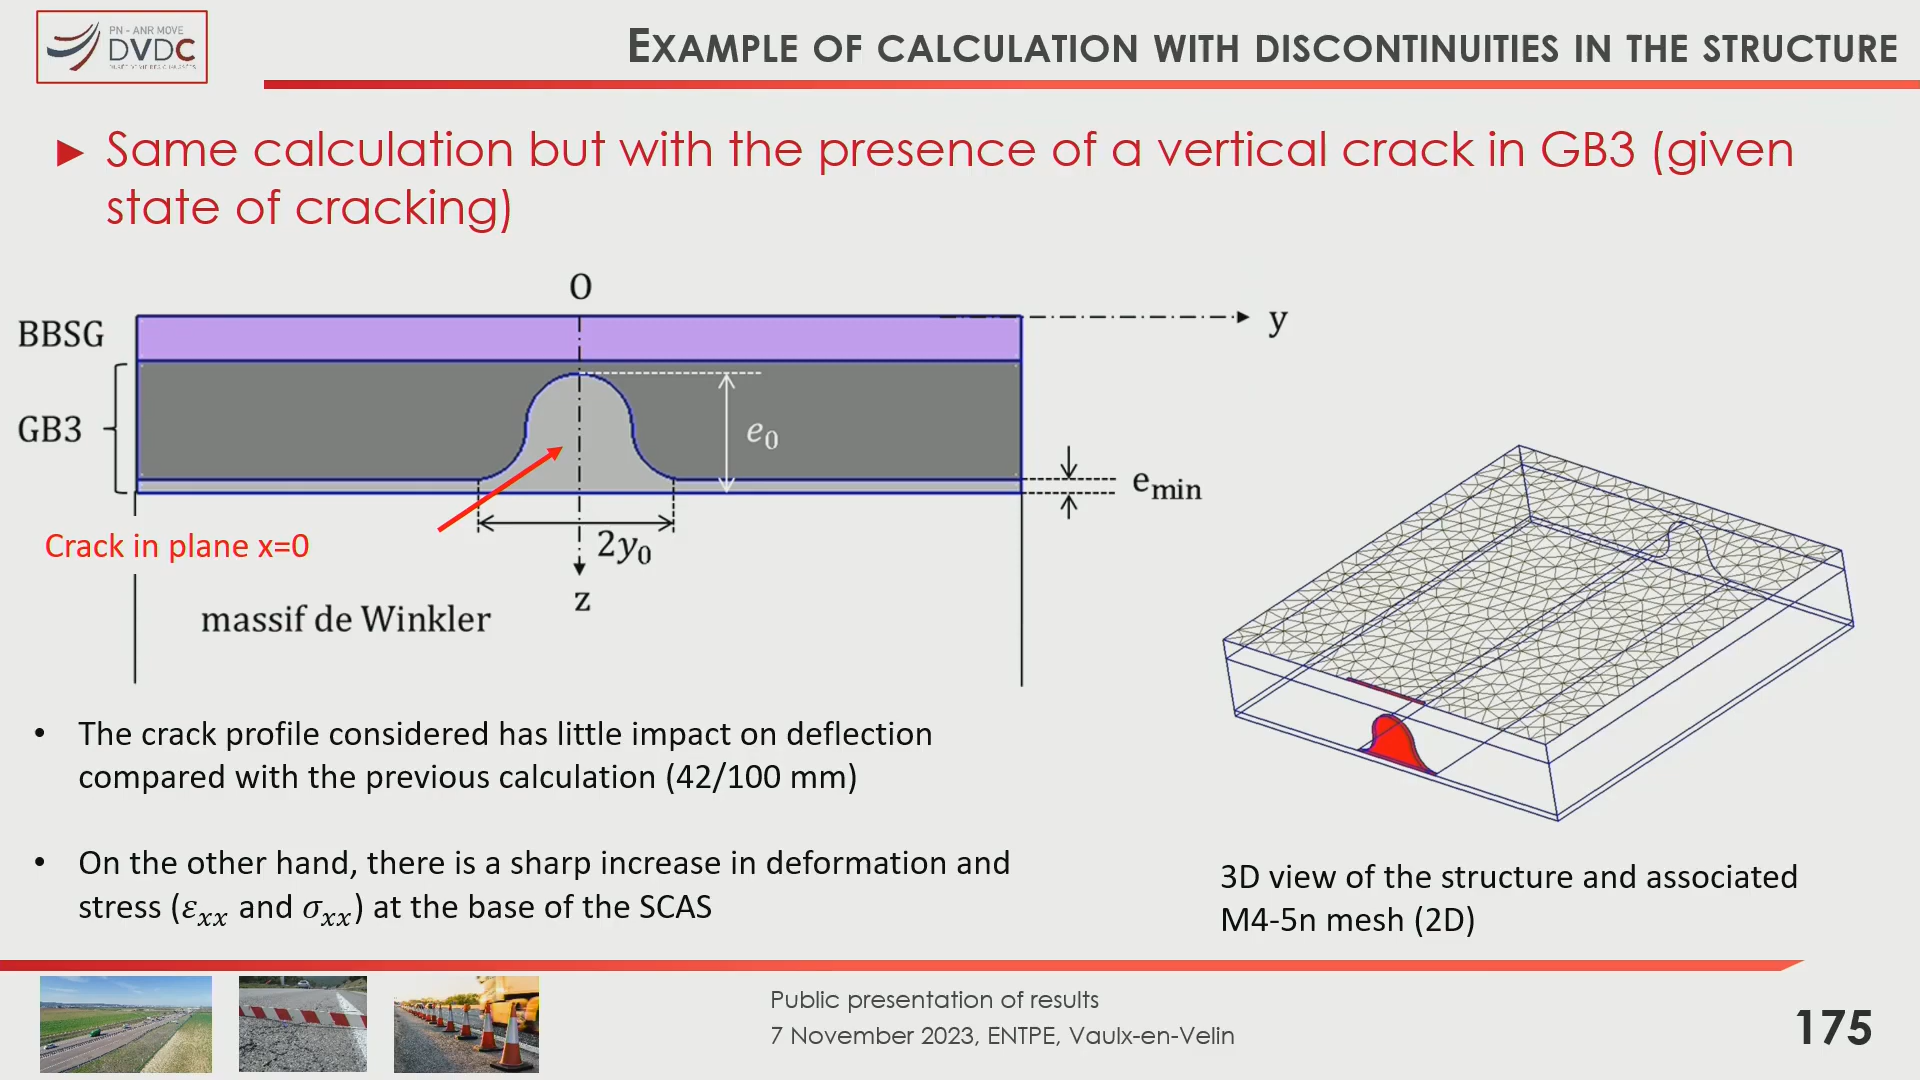 PN - ANR MOVE
DVDC
EXAMPLE OF CALCULATION WITH DISCONTINUITIES IN THE STRUCTURE
► Same calculation but with the presence of a vertical crack in GB3 (given
state of cracking)
O
y
BBSG
GB3
e₀
eₘᵢₙ
Crack in plane x=0
2y₀
z
massif de Winkler
• The crack profile considered has little impact on deflection
compared with the previous calculation (42/100 mm)
• On the other hand, there is a sharp increase in deformation and
stress (εₓₓ and σₓₓ) at the base of the SCAS
3D view of the structure and associated
M4-5n mesh (2D)
Public presentation of results
7 November 2023, ENTPE, Vaulx-en-Velin
175